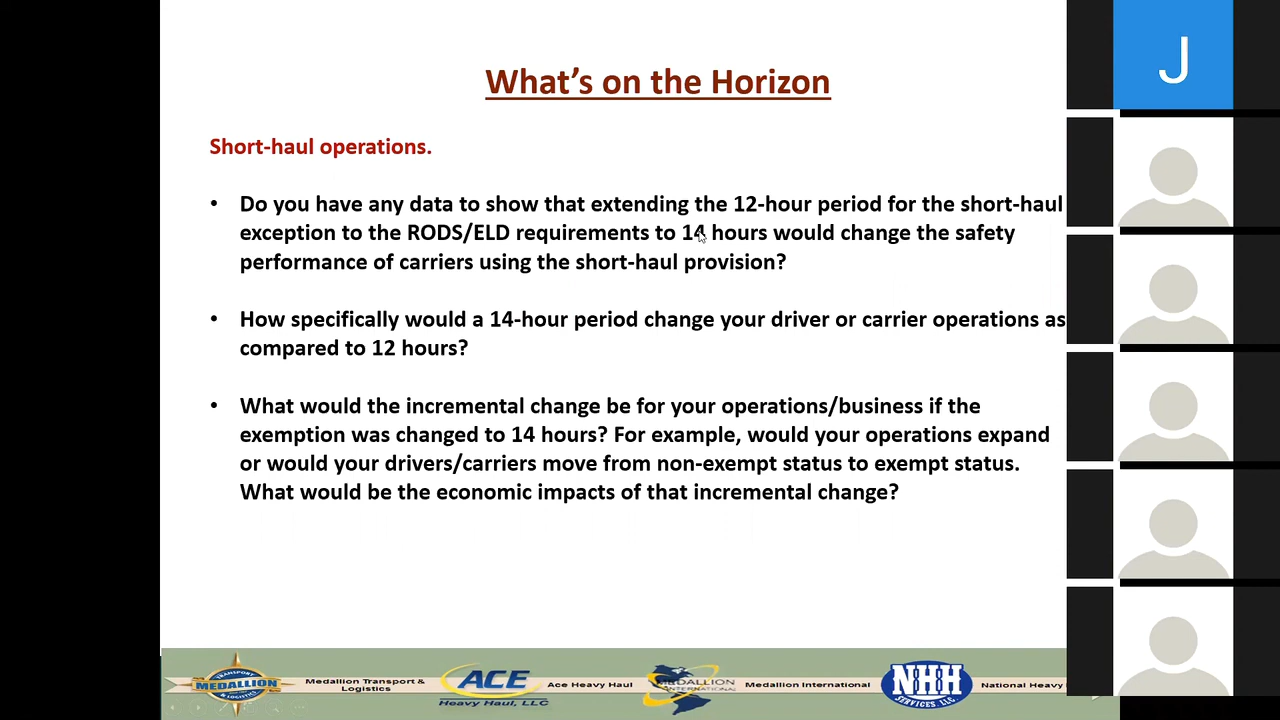 What's on the Horizon
Short-haul operations.
• Do you have any data to show that extending the 12-hour period for the short-haul
exception to the RODS/ELD requirements to 14 hours would change the safety
performance of carriers using the short-haul provision?
• How specifically would a 14-hour period change your driver or carrier operations as
compared to 12 hours?
• What would the incremental change be for your operations/business if the
exemption was changed to 14 hours? For example, would your operations expand
or would your drivers/carriers move from non-exempt status to exempt status.
What would be the economic impacts of that incremental change?
J
TRANSPORT
MEDALLION
& LOGISTICS
Medallion Transport &
Logistics
ACE
Heavy Haul, LLC
Ace Heavy Haul
MEDALLION
INTERNATIONAL
Medallion International
NHH
SERVICES, LLC
National Heavy